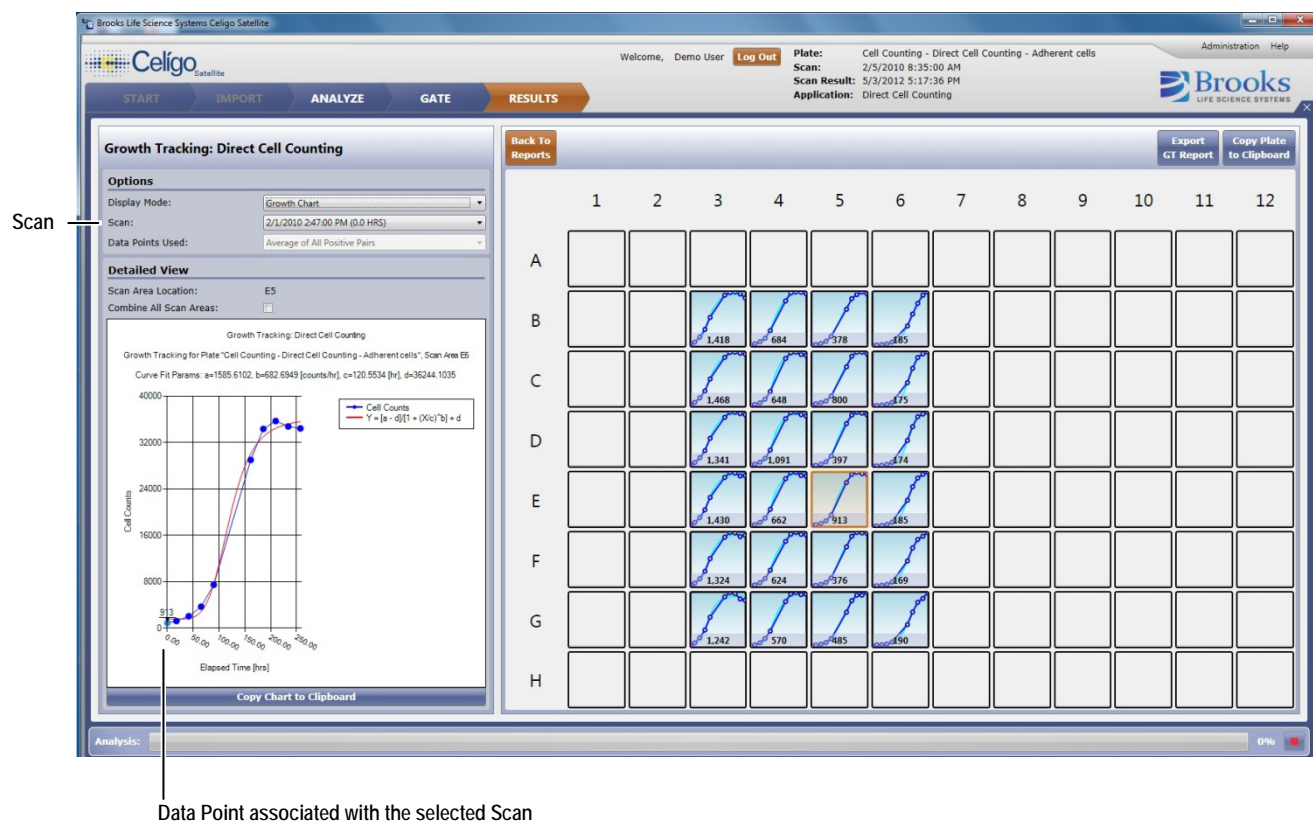 Brooks Life Science Systems Celigo Satellite
Celígo Satellite
Welcome, Demo User Log Out
Plate: Cell Counting - Direct Cell Counting - Adherent cells
Scan: 2/5/2010 8:35:00 AM
Scan Result: 5/3/2012 5:17:36 PM
Application: Direct Cell Counting
Administration Help
Brooks
LIFE SCIENCE SYSTEMS
START IMPORT ANALYZE GATE RESULTS
Growth Tracking: Direct Cell Counting
Options
Display Mode: Growth Chart
Scan
Scan: 2/1/2010 2:47:00 PM (0.0 HRS)
Data Points Used: Average of All Positive Pairs
Detailed View
Scan Area Location: E5
Combine All Scan Areas:
Growth Tracking: Direct Cell Counting
Growth Tracking for Plate "Cell Counting - Direct Cell Counting - Adherent cells", Scan Area E5
Curve Fit Params: a=1585.6102, b=682.6949 [counts/hr], c=120.5534 [hr], d=36244.1035
Cell Counts
Y = [a - d]/[1 + (X/c)^b] + d
40000
32000
24000
16000
8000
0
Cell Counts
913
0.00 50.00 100.00 150.00 200.00 250.00
Elapsed Time [hrs]
Copy Chart to Clipboard
Back To Reports
Export GT Report
Copy Plate to Clipboard
1 2 3 4 5 6 7 8 9 10 11 12
A
B 1,418 684 378 185
C 1,468 648 800 175
D 1,341 1,091 397 174
E 1,430 662 913 185
F 1,324 624 376 169
G 1,242 570 485 190
H
Analysis: 0%
Data Point associated with the selected Scan